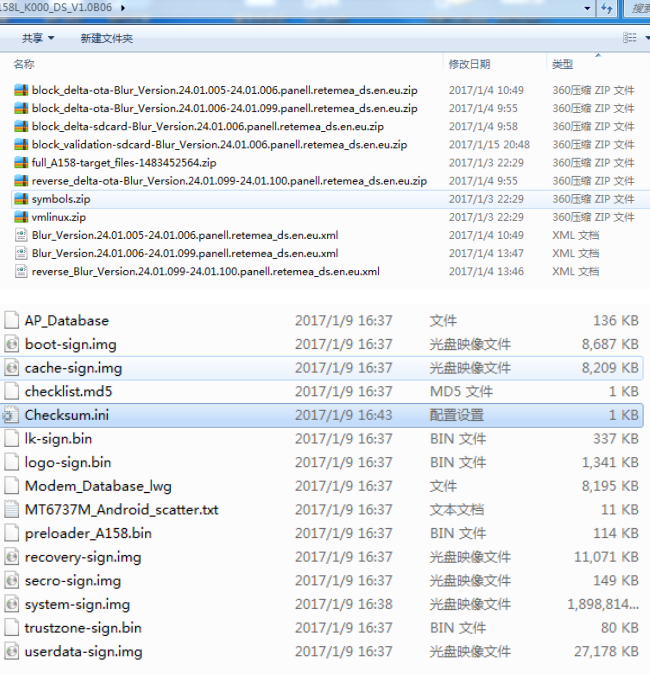 158L_K000_DS_V1.0B06
搜索
共享 新建文件夹
名称 修改日期 类型
block_delta-ota-Blur_Version.24.01.005-24.01.006.panell.retemea_ds.en.eu.zip 2017/1/4 10:49 360压缩 ZIP 文件
block_delta-ota-Blur_Version.24.01.006-24.01.099.panell.retemea_ds.en.eu.zip 2017/1/4 9:55 360压缩 ZIP 文件
block_delta-sdcard-Blur_Version.24.01.006.panell.retemea_ds.en.eu.zip 2017/1/4 9:58 360压缩 ZIP 文件
block_validation-sdcard-Blur_Version.24.01.006.panell.retemea_ds.en.eu.zip 2017/1/15 20:48 360压缩 ZIP 文件
full_A158-target_files-1483452564.zip 2017/1/3 22:29 360压缩 ZIP 文件
reverse_delta-ota-Blur_Version.24.01.099-24.01.100.panell.retemea_ds.en.eu.zip 2017/1/4 9:55 360压缩 ZIP 文件
symbols.zip 2017/1/3 22:29 360压缩 ZIP 文件
vmlinux.zip 2017/1/3 22:29 360压缩 ZIP 文件
Blur_Version.24.01.005-24.01.006.panell.retemea_ds.en.eu.xml 2017/1/4 10:49 XML 文档
Blur_Version.24.01.006-24.01.099.panell.retemea_ds.en.eu.xml 2017/1/4 13:47 XML 文档
reverse_Blur_Version.24.01.099-24.01.100.panell.retemea_ds.en.eu.xml 2017/1/4 13:46 XML 文档
AP_Database 2017/1/9 16:37 文件 136 KB
boot-sign.img 2017/1/9 16:37 光盘映像文件 8,687 KB
cache-sign.img 2017/1/9 16:37 光盘映像文件 8,209 KB
checklist.md5 2017/1/9 16:37 MD5 文件 1 KB
Checksum.ini 2017/1/9 16:43 配置设置 1 KB
lk-sign.bin 2017/1/9 16:37 BIN 文件 337 KB
logo-sign.bin 2017/1/9 16:37 BIN 文件 1,341 KB
Modem_Database_lwg 2017/1/9 16:37 文件 8,195 KB
MT6737M_Android_scatter.txt 2017/1/9 16:37 文本文档 11 KB
preloader_A158.bin 2017/1/9 16:37 BIN 文件 114 KB
recovery-sign.img 2017/1/9 16:37 光盘映像文件 11,071 KB
secro-sign.img 2017/1/9 16:37 光盘映像文件 149 KB
system-sign.img 2017/1/9 16:38 光盘映像文件 1,898,814...
trustzone-sign.bin 2017/1/9 16:37 BIN 文件 80 KB
userdata-sign.img 2017/1/9 16:37 光盘映像文件 27,178 KB